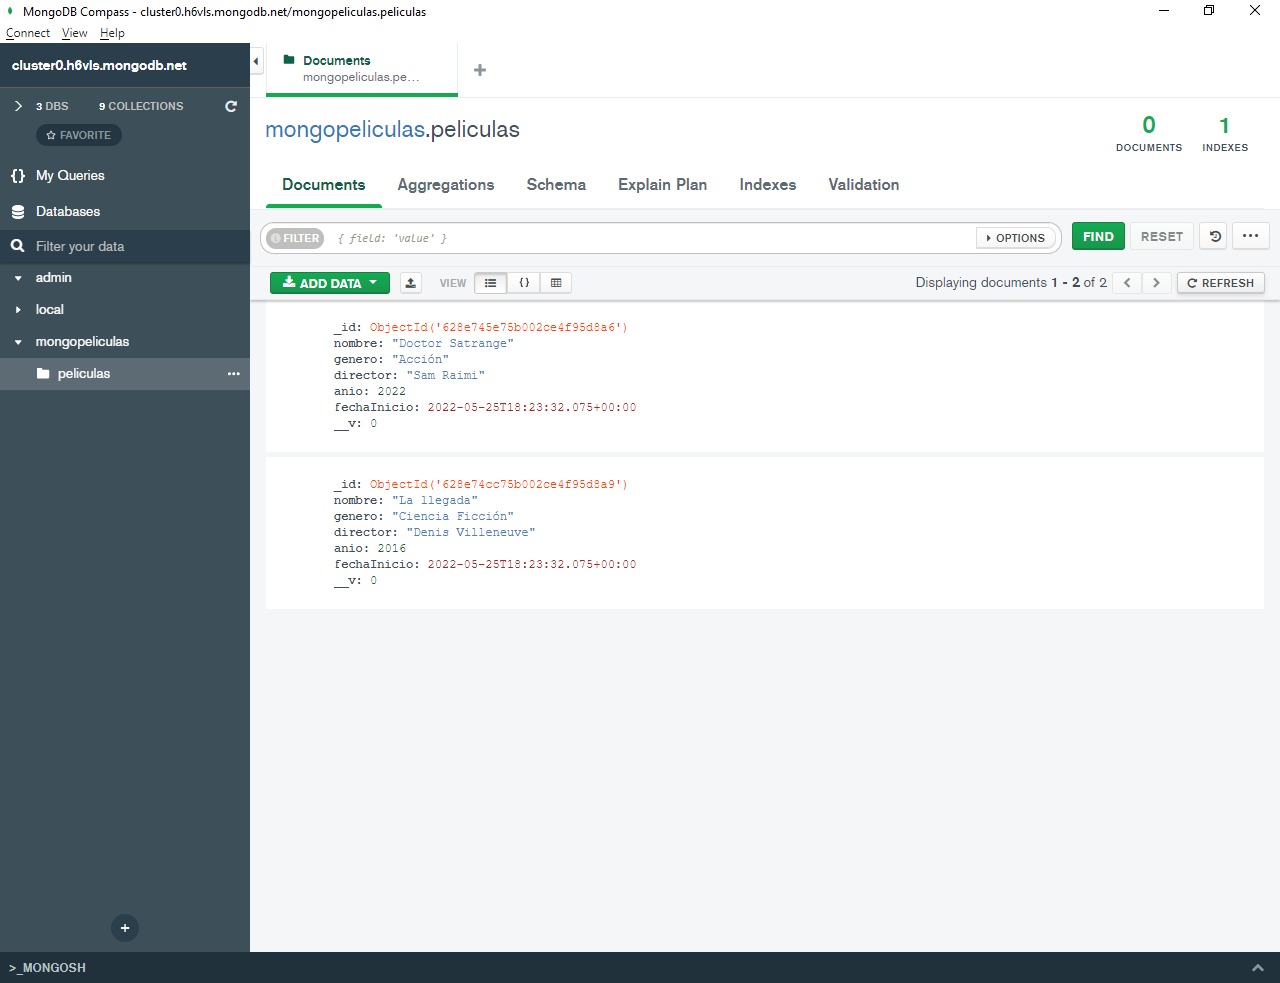 MongoDB Compass - cluster0.h6vls.mongodb.net/mongopeliculas.peliculas
Connect View Help
cluster0.h6vls.mongodb.net
3 DBS 9 COLLECTIONS
FAVORITE
{} My Queries
Databases
Filter your data
admin
local
mongopeliculas
peliculas
Documents
mongopeliculas.pe...
mongopeliculas.peliculas
0
DOCUMENTS
1
INDEXES
Documents Aggregations Schema Explain Plan Indexes Validation
FILTER { field: 'value' } OPTIONS FIND RESET
ADD DATA VIEW {} Displaying documents 1 - 2 of 2 REFRESH
_id: ObjectId('628e745e75b002ce4f95d8a6')
nombre: "Doctor Satrange"
genero: "Acción"
director: "Sam Raimi"
anio: 2022
fechaInicio: 2022-05-25T18:23:32.075+00:00
__v: 0
_id: ObjectId('628e74cc75b002ce4f95d8a9')
nombre: "La llegada"
genero: "Ciencia Ficción"
director: "Denis Villeneuve"
anio: 2016
fechaInicio: 2022-05-25T18:23:32.075+00:00
__v: 0
>_MONGOSH